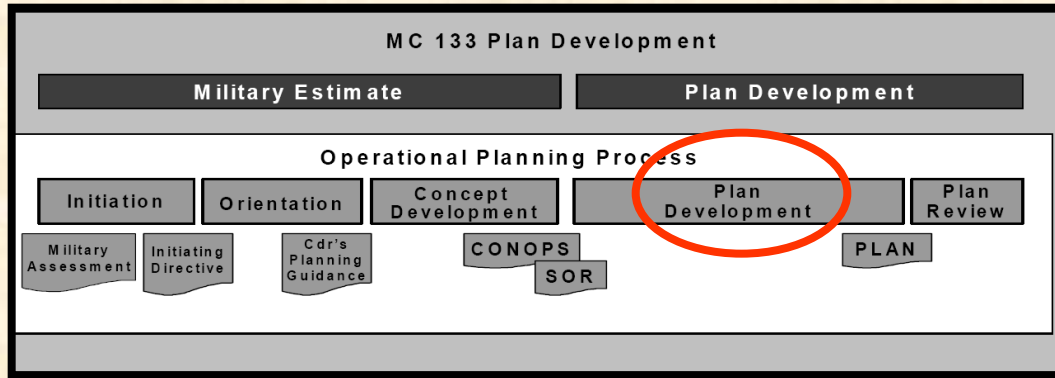 MC 133 Plan Development
Military Estimate
Plan Development
Operational Planning Process
Initiation
Orientation
Concept
Development
Plan
Development
Plan
Review
Military
Assessment
Initiating
Directive
Cdr's
Planning
Guidance
CONOPS
SOR
PLAN